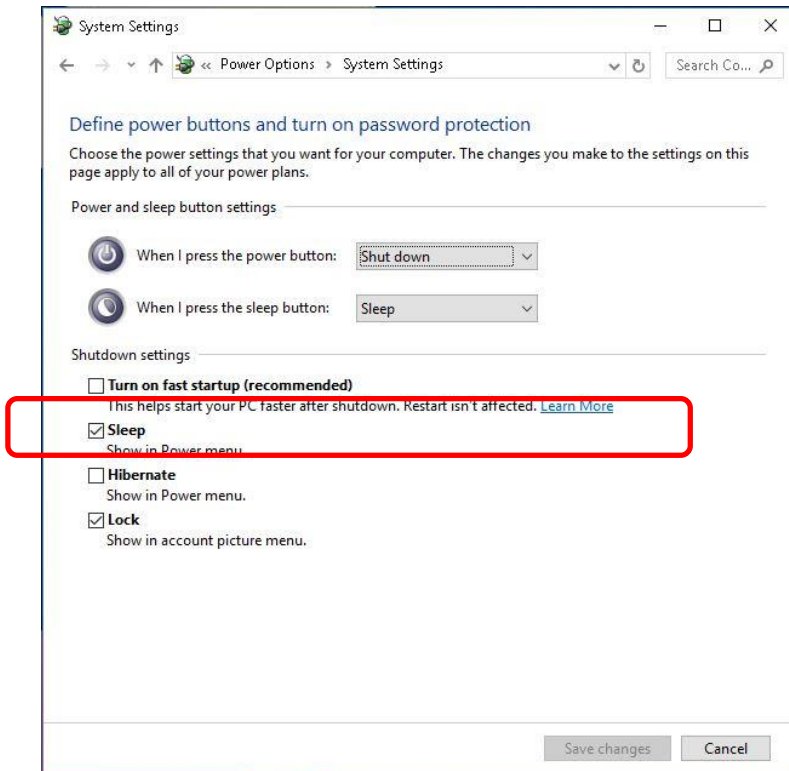 System Settings
« Power Options › System Settings
Search Co...
Define power buttons and turn on password protection
Choose the power settings that you want for your computer. The changes you make to the settings on this
page apply to all of your power plans.
Power and sleep button settings
When I press the power button: Shut down
When I press the sleep button: Sleep
Shutdown settings
Turn on fast startup (recommended)
This helps start your PC faster after shutdown. Restart isn't affected. Learn More
Sleep
Show in Power menu.
Hibernate
Show in Power menu.
Lock
Show in account picture menu.
Save changes Cancel